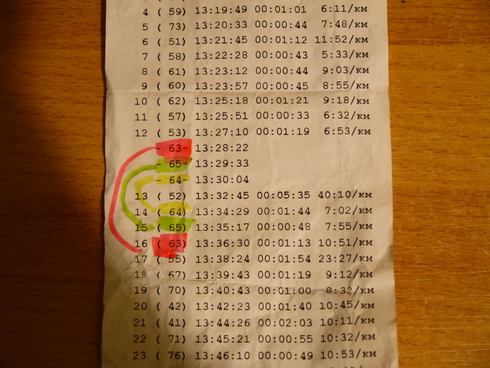 4 ( 59) 13:19:49 00:01:01 6:11/км
5 ( 73) 13:20:33 00:00:44 7:48/км
6 ( 51) 13:21:45 00:01:12 11:52/км
7 ( 58) 13:22:28 00:00:43 5:33/км
8 ( 61) 13:23:12 00:00:44 9:03/км
9 ( 60) 13:23:57 00:00:45 8:55/км
10 ( 62) 13:25:18 00:01:21 9:18/км
11 ( 57) 13:25:51 00:00:33 6:32/км
12 ( 53) 13:27:10 00:01:19 6:53/км
- 63- 13:28:22
- 65- 13:29:33
- 64- 13:30:04
13 ( 52) 13:32:45 00:05:35 40:10/км
14 ( 64) 13:34:29 00:01:44 7:02/км
15 ( 65) 13:35:17 00:00:48 7:55/км
16 ( 63) 13:36:30 00:01:13 10:51/км
17 ( 55) 13:38:24 00:01:54 23:27/км
18 ( 67) 13:39:43 00:01:19 9:12/км
19 ( 70) 13:40:43 00:01:00 8:32/км
20 ( 42) 13:42:23 00:01:40 10:45/км
21 ( 41) 13:44:26 00:02:03 10:11/км
22 ( 71) 13:45:21 00:00:55 10:32/км
23 ( 76) 13:46:10 00:00:49 10:53/км